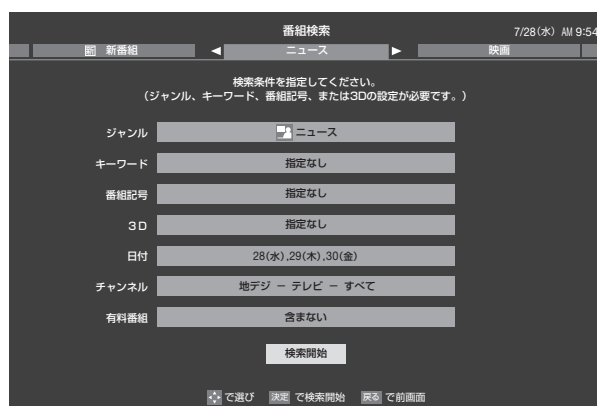 番組検索
7/28(水) AM 9:54
新番組 ニュース 映画
検索条件を指定してください。
(ジャンル、キーワード、番組記号、または3Dの設定が必要です。)
ジャンル ニュース
キーワード 指定なし
番組記号 指定なし
3D 指定なし
日付 28(水),29(木),30(金)
チャンネル 地デジ － テレビ － すべて
有料番組 含まない
検索開始
で選び 決定 で検索開始 戻る で前画面